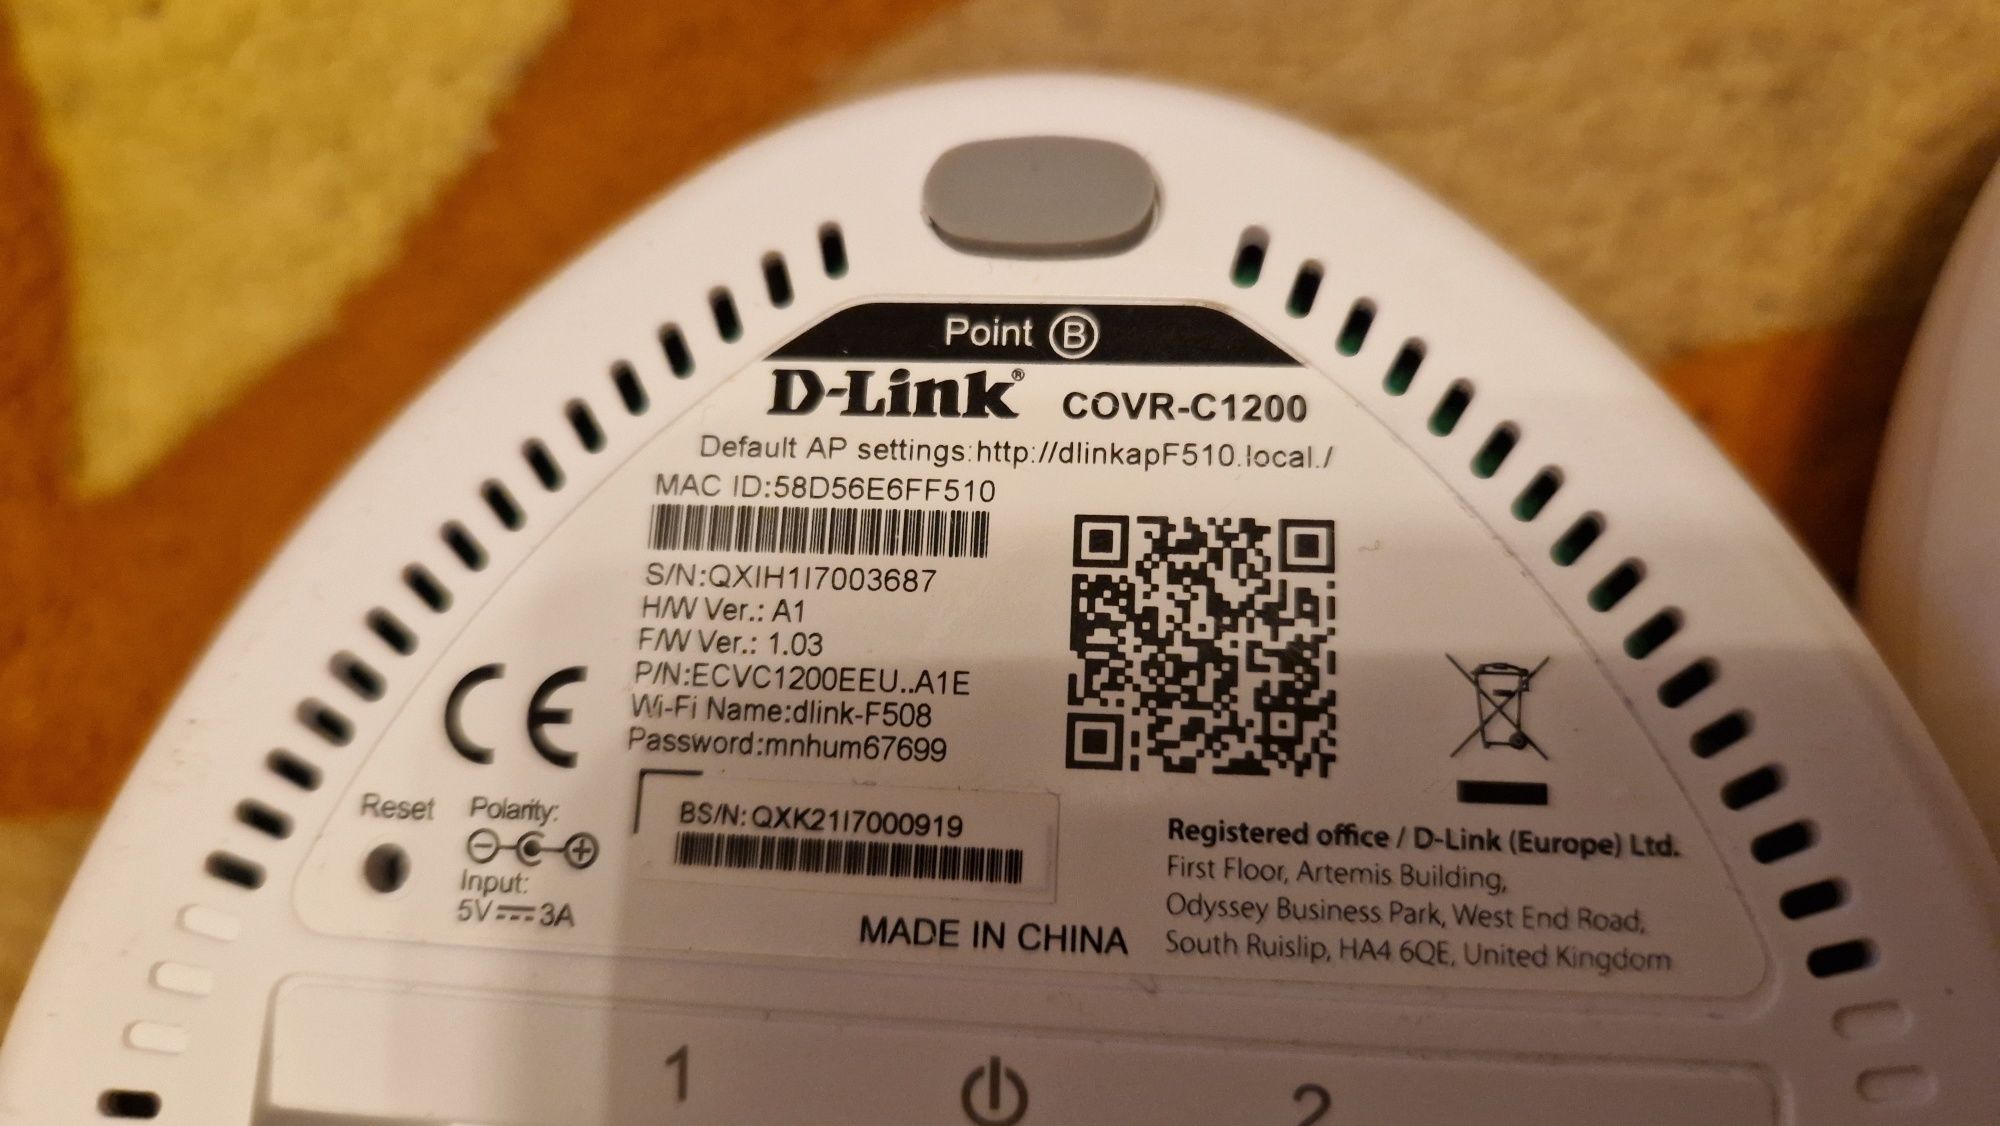 Point B
D-Link® COVR-C1200
Default AP settings:http://dlinkapF510.local./
MAC ID:58D56E6FF510
S/N:QXIH1I7003687
H/W Ver.: A1
F/W Ver.: 1.03
P/N:ECVC1200EEU..A1E
Wi-Fi Name:dlink-F508
Password:mnhum67699
CE
Reset
Polarity:
Input:
5V⎓3A
BS/N: QXK21I7000919
MADE IN CHINA
Registered office / D-Link (Europe) Ltd.
First Floor, Artemis Building,
Odyssey Business Park, West End Road,
South Ruislip, HA4 6QE, United Kingdom
1 2